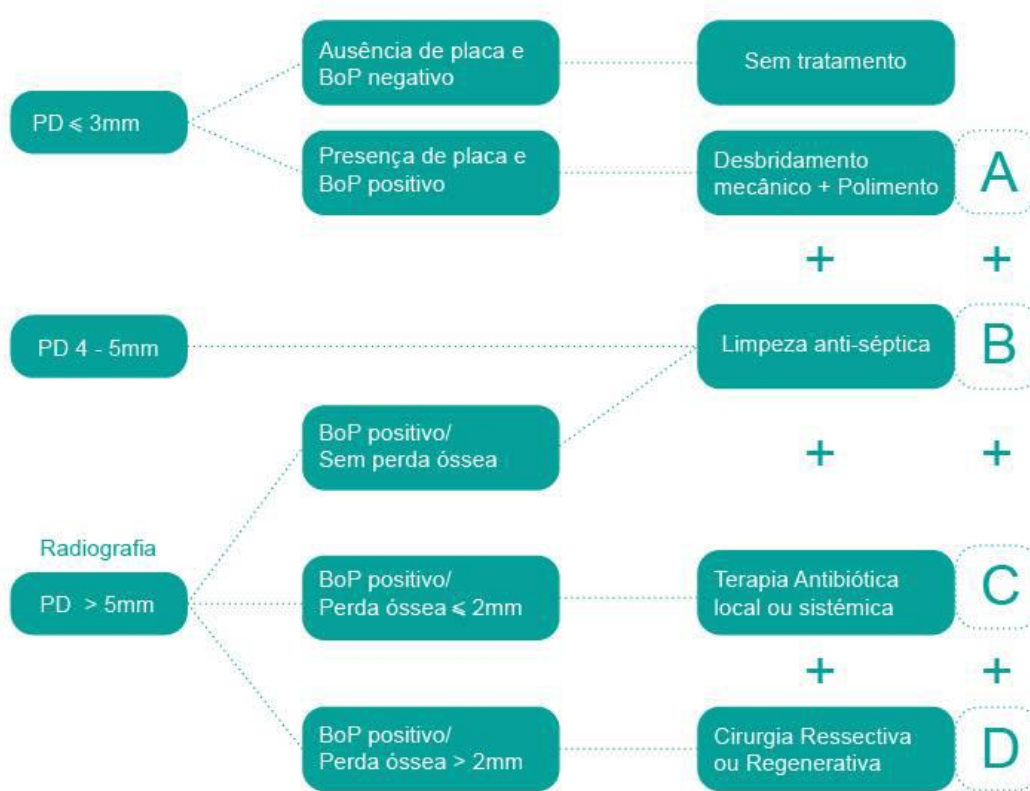 Ausência de placa e
BoP negativo
Sem tratamento
PD ⩽ 3mm
Presença de placa e
BoP positivo
Desbridamento
mecânico + Polimento
A
+ +
PD 4 - 5mm
Limpeza anti-séptica
B
BoP positivo/
Sem perda óssea
+ +
Radiografia
PD > 5mm
BoP positivo/
Perda óssea ⩽ 2mm
Terapia Antibiótica
local ou sistémica
C
+ +
BoP positivo/
Perda óssea > 2mm
Cirurgia Ressectiva
ou Regenerativa
D